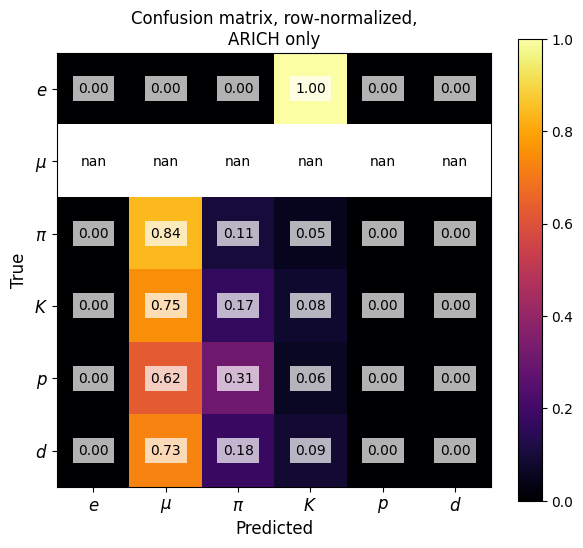 Confusion matrix, row-normalized,
ARICH only
True
e 0.00 0.00 0.00 1.00 0.00 0.00
μ nan nan nan nan nan nan
π 0.00 0.84 0.11 0.05 0.00 0.00
K 0.00 0.75 0.17 0.08 0.00 0.00
p 0.00 0.62 0.31 0.06 0.00 0.00
d 0.00 0.73 0.18 0.09 0.00 0.00
e μ π K p d
Predicted
1.0
0.8
0.6
0.4
0.2
0.0